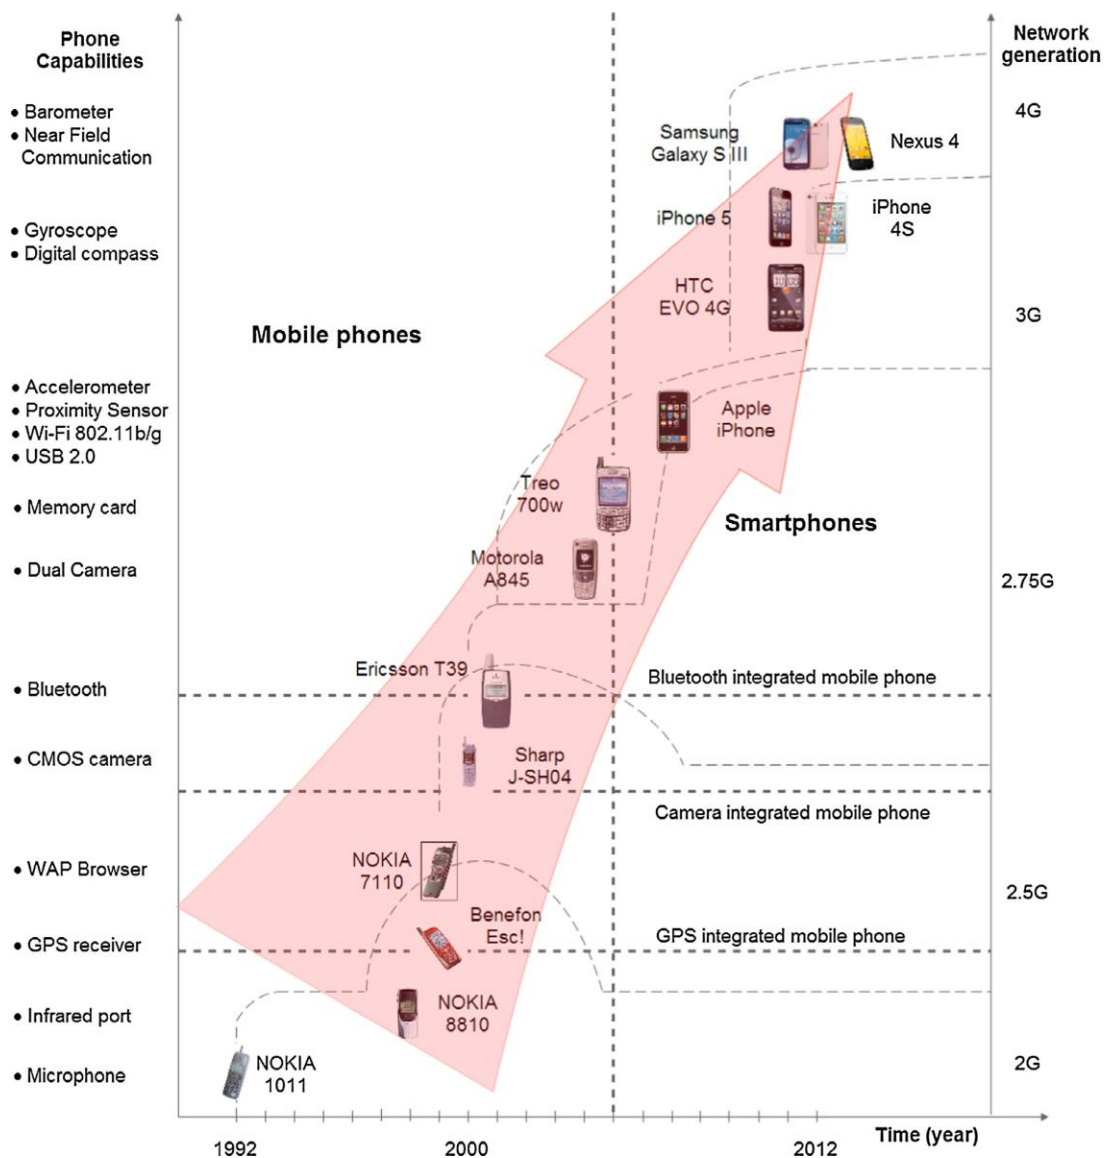 Phone
Capabilities
Network
generation
• Barometer
• Near Field
Communication
4G
Samsung
Galaxy S III
Nexus 4
iPhone 5
iPhone
4S
• Gyroscope
• Digital compass
HTC
EVO 4G
3G
Mobile phones
• Accelerometer
• Proximity Sensor
• Wi-Fi 802.11b/g
• USB 2.0
Apple
iPhone
• Memory card
Treo
700w
Smartphones
• Dual Camera
Motorola
A845
2.75G
Ericsson T39
Bluetooth integrated mobile phone
• Bluetooth
• CMOS camera
Sharp
J-SH04
Camera integrated mobile phone
• WAP Browser
NOKIA
7110
2.5G
Benefon
Esc!
GPS integrated mobile phone
• GPS receiver
• Infrared port
NOKIA
8810
• Microphone
NOKIA
1011
2G
1992
2000
2012
Time (year)